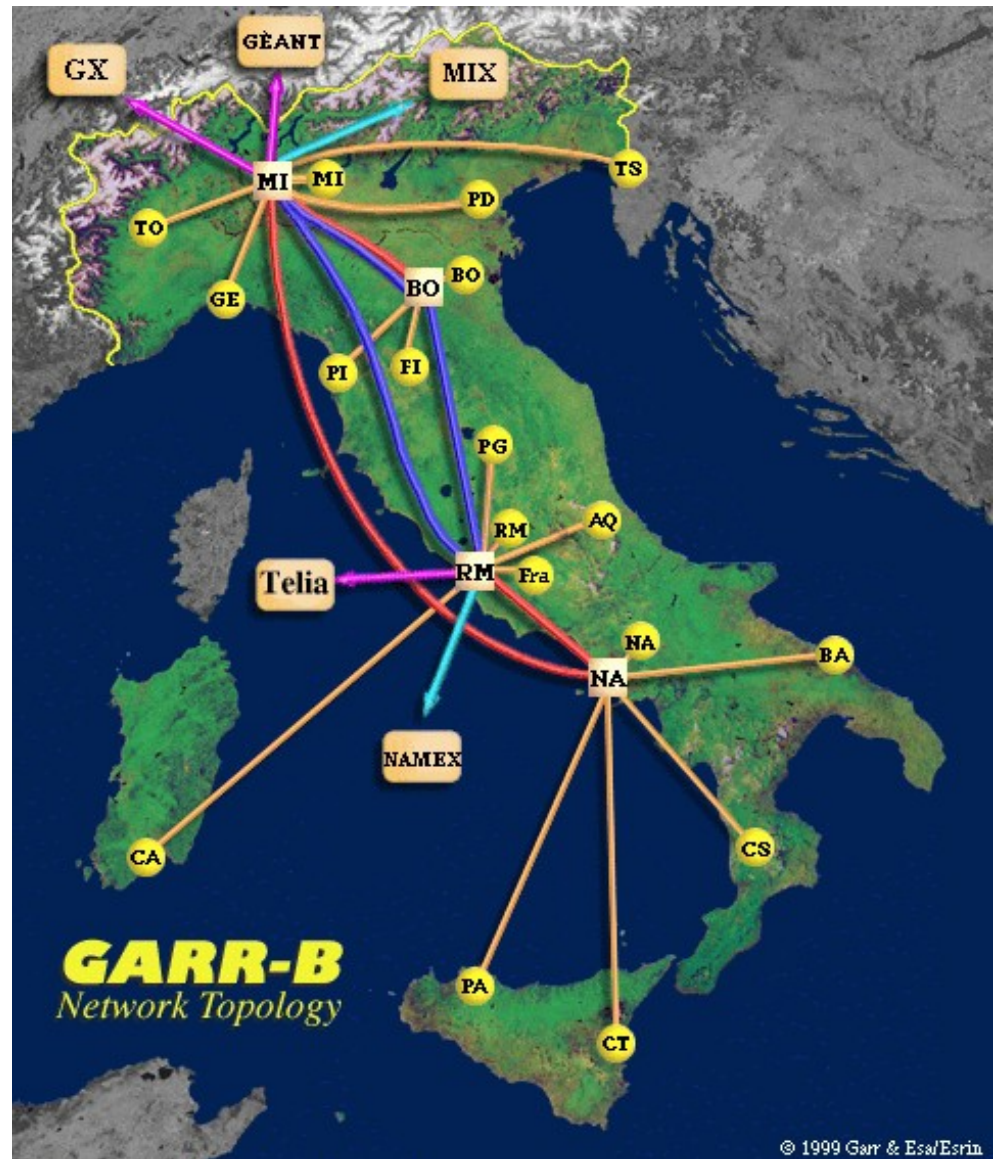 GÈANT
GX
MIX
MI
MI
TS
TO
PD
GE
BO
BO
PI
FI
PG
RM
AQ
RM
Fra
Telia
NA
BA
NA
NAMEX
CA
CS
GARR-B
Network Topology
PA
CT
© 1999 Garr & Esa/Esrin